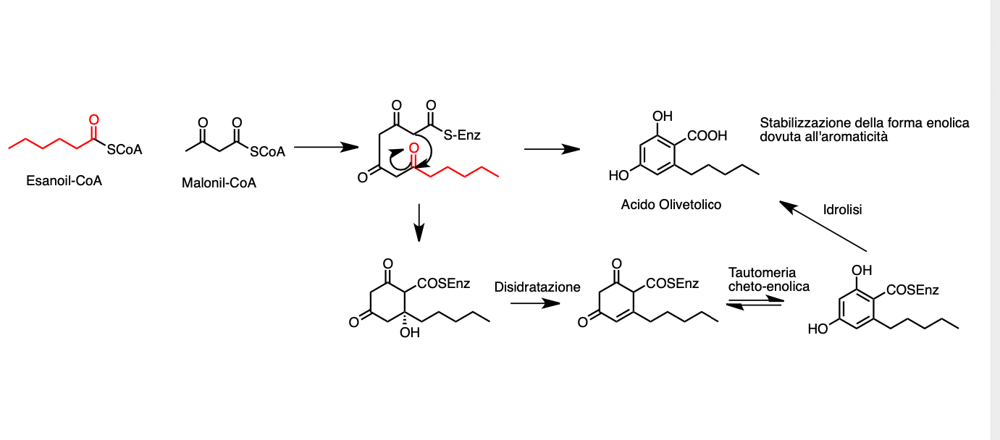 O
SCoA
Esanoil-CoA
O
O
SCoA
Malonil-CoA
O
O
S-Enz
O
O
OH
COOH
HO
Acido Olivetolico
Stabilizzazione della forma enolica
dovuta all'aromaticità
Idrolisi
O
COSEnz
O
OH
Disidratazione
O
COSEnz
O
Tautomeria
cheto-enolica
OH
COSEnz
HO